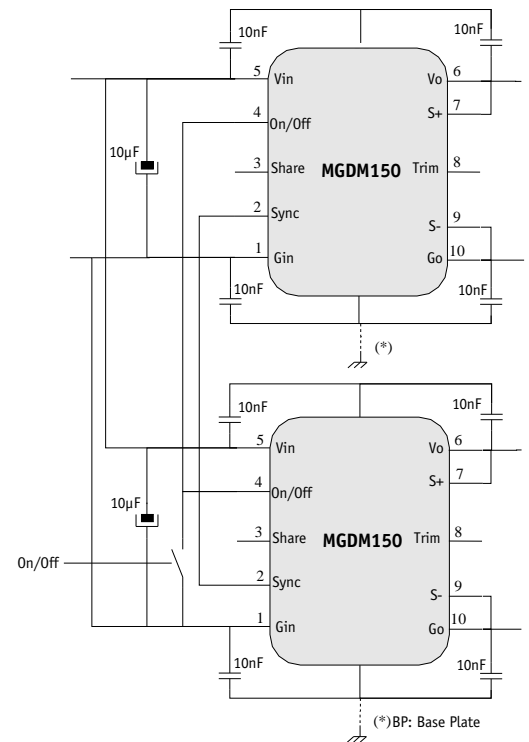 10nF
10nF
5 Vin
Vo 6
4 On/Off
S+ 7
10µF
3 Share
MGDM150
Trim 8
2 Sync
S- 9
1 Gin
Go 10
10nF
10nF
(*)
10nF
10nF
5 Vin
Vo 6
4 On/Off
S+ 7
10µF
3 Share
MGDM150
Trim 8
On/Off
2 Sync
S- 9
1 Gin
Go 10
10nF
10nF
(*)BP: Base Plate